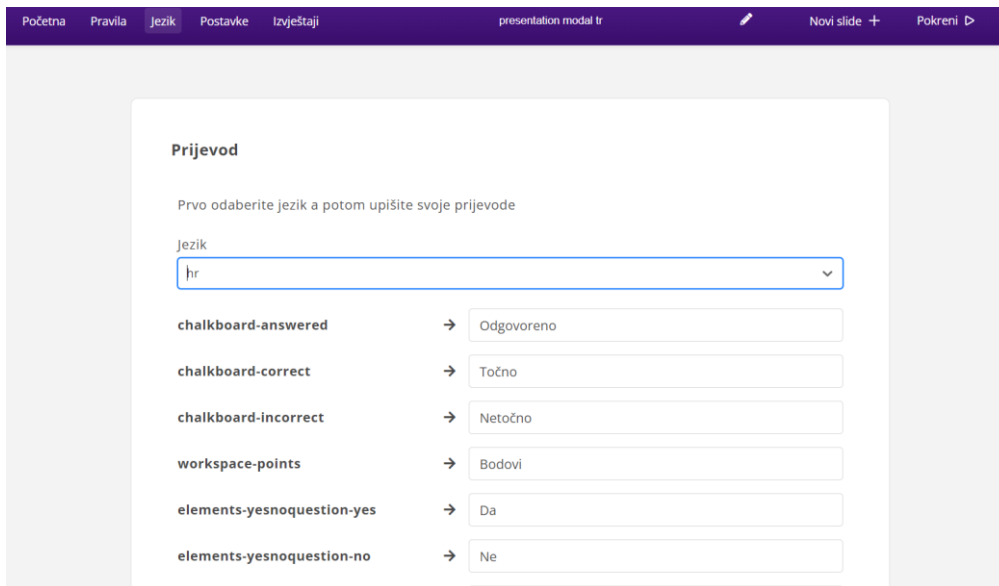 Početna Pravila Jezik Postavke Izvještaji presentation modal tr Novi slide + Pokreni
Prijevod
Prvo odaberite jezik a potom upišite svoje prijevode
Jezik
hr
chalkboard-answered → Odgovoreno
chalkboard-correct → Točno
chalkboard-incorrect → Netočno
workspace-points → Bodovi
elements-yesnoquestion-yes → Da
elements-yesnoquestion-no → Ne